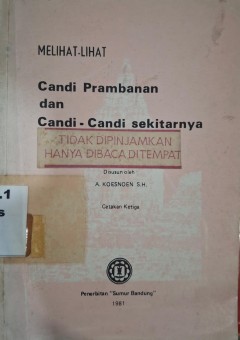 MELIHAT-LIHAT
Candi Prambanan
dan
Candi - Candi sekitarnya
TIDAK DIPINJAMKAN
HANYA DIBACA DITEMPAT
Disusun oleh
A. KOESNOEN S.H.
.1
s
Cetakan Ketiga
Penerbitan "Sumur Bandung"
1981